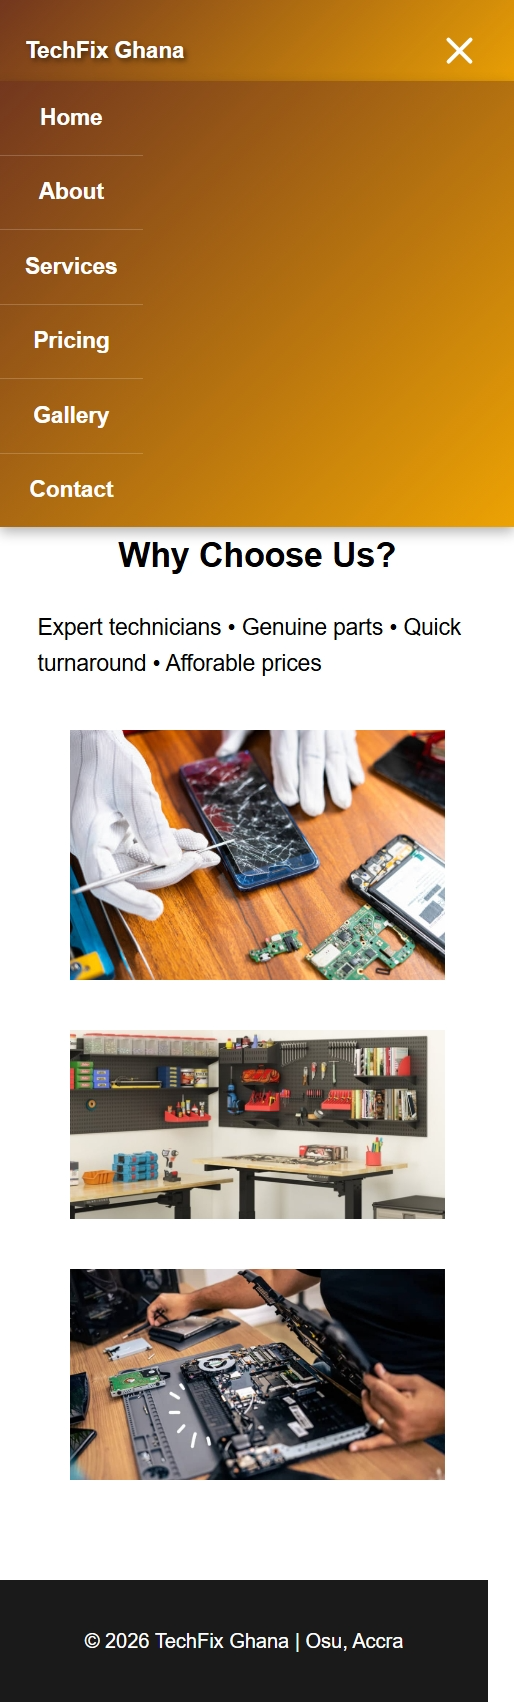 TechFix Ghana
Home
About
Services
Pricing
Gallery
Contact
Why Choose Us?
Expert technicians • Genuine parts • Quick
turnaround • Afforable prices
© 2026 TechFix Ghana | Osu, Accra